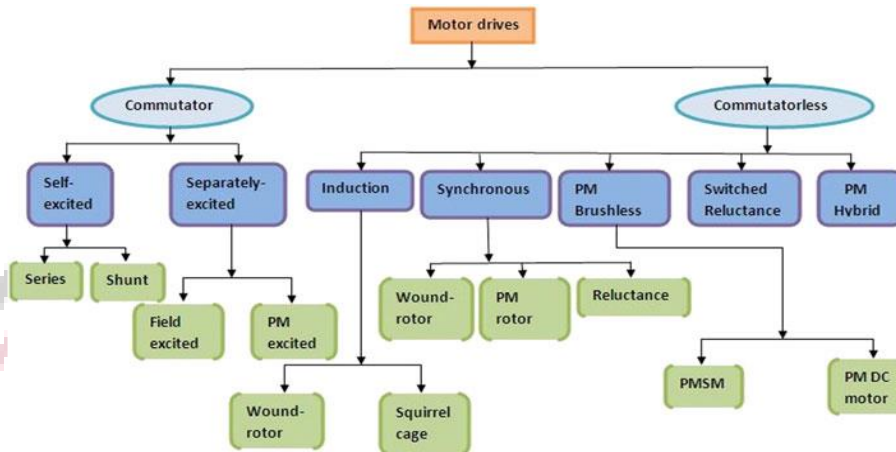 Motor drives
Commutator
Commutatorless
Self-
excited
Separately-
excited
Induction
Synchronous
PM
Brushless
Switched
Reluctance
PM
Hybrid
Series
Shunt
Field
excited
PM
excited
Wound-
rotor
PM
rotor
Reluctance
Wound-
rotor
Squirrel
cage
PMSM
PM DC
motor